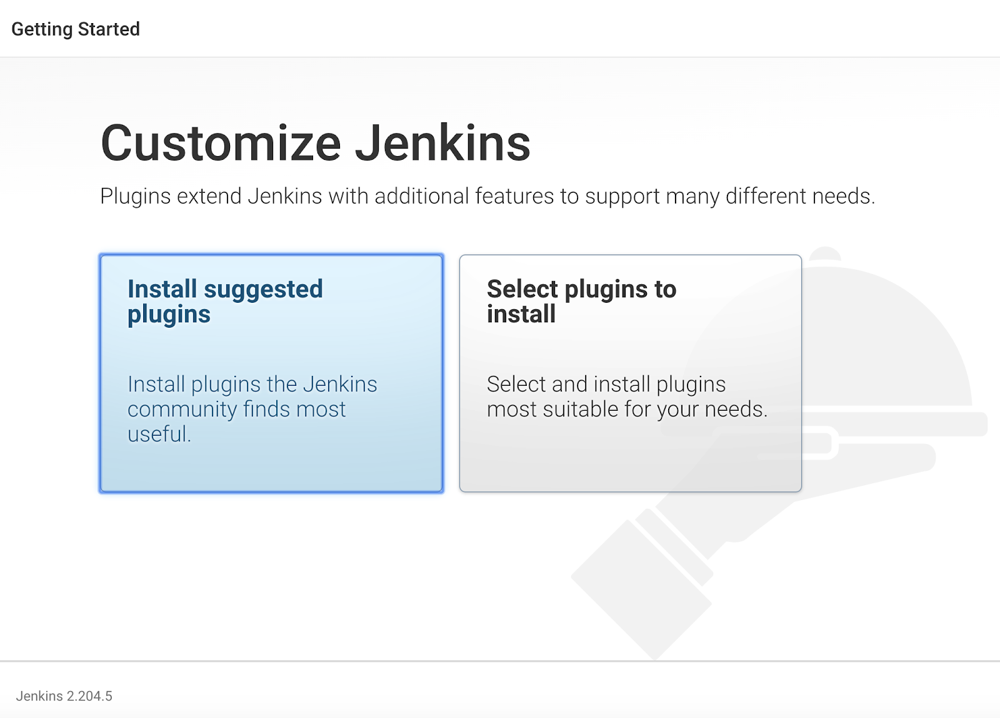 Getting Started
Customize Jenkins
Plugins extend Jenkins with additional features to support many different needs.
Install suggested
plugins
Install plugins the Jenkins
community finds most
useful.
Select plugins to
install
Select and install plugins
most suitable for your needs.
Jenkins 2.204.5